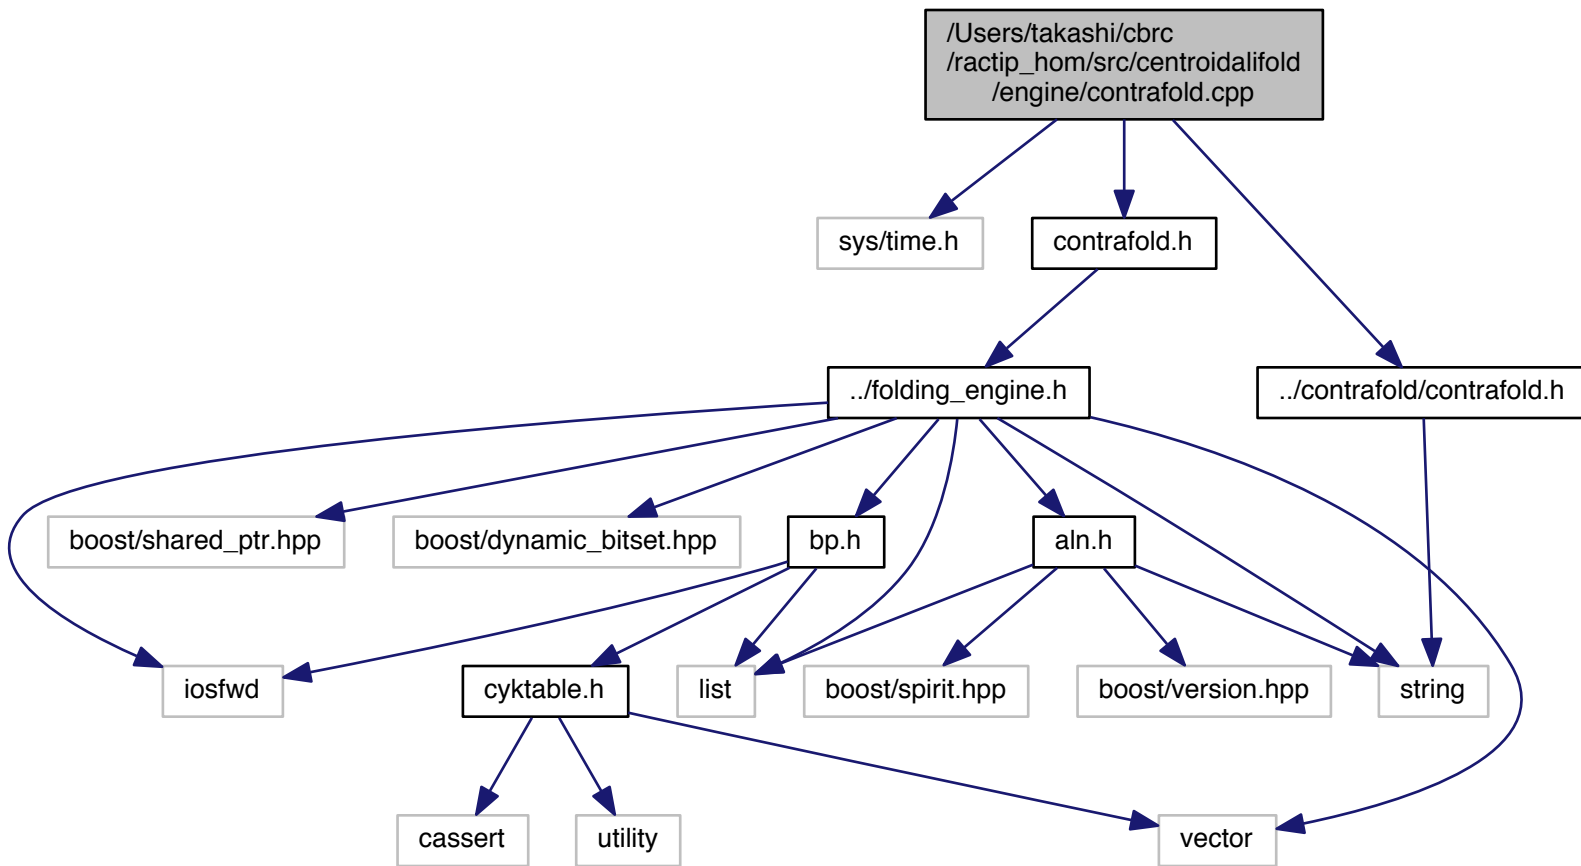 /Users/takashi/cbrc
/ractip_hom/src/centroidalifold
/engine/contrafold.cpp
sys/time.h
contrafold.h
../folding_engine.h
../contrafold/contrafold.h
boost/shared_ptr.hpp
boost/dynamic_bitset.hpp
bp.h
aln.h
iosfwd
cyktable.h
list
boost/spirit.hpp
boost/version.hpp
string
cassert
utility
vector